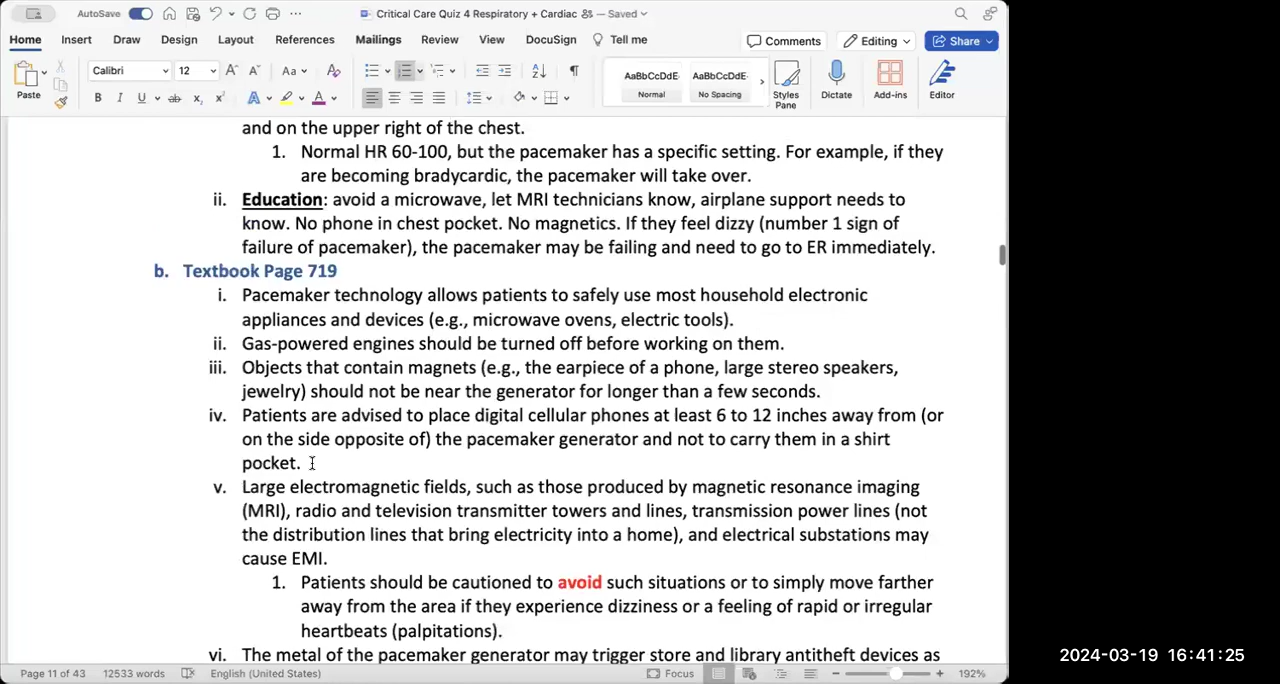 AutoSave
Critical Care Quiz 4 Respiratory + Cardiac — Saved
Home Insert Draw Design Layout References Mailings Review View DocuSign Tell me Comments Editing Share
Paste
Calibri 12 A A Aa A
B I U ab x₂ x² A A
AaBbCcDdE Normal
AaBbCcDdE No Spacing
Styles Pane
Dictate
Add-ins
Editor
and on the upper right of the chest.
1. Normal HR 60-100, but the pacemaker has a specific setting. For example, if they
are becoming bradycardic, the pacemaker will take over.
ii. Education: avoid a microwave, let MRI technicians know, airplane support needs to
know. No phone in chest pocket. No magnetics. If they feel dizzy (number 1 sign of
failure of pacemaker), the pacemaker may be failing and need to go to ER immediately.
b. Textbook Page 719
i. Pacemaker technology allows patients to safely use most household electronic
appliances and devices (e.g., microwave ovens, electric tools).
ii. Gas-powered engines should be turned off before working on them.
iii. Objects that contain magnets (e.g., the earpiece of a phone, large stereo speakers,
jewelry) should not be near the generator for longer than a few seconds.
iv. Patients are advised to place digital cellular phones at least 6 to 12 inches away from (or
on the side opposite of) the pacemaker generator and not to carry them in a shirt
pocket.
v. Large electromagnetic fields, such as those produced by magnetic resonance imaging
(MRI), radio and television transmitter towers and lines, transmission power lines (not
the distribution lines that bring electricity into a home), and electrical substations may
cause EMI.
1. Patients should be cautioned to avoid such situations or to simply move farther
away from the area if they experience dizziness or a feeling of rapid or irregular
heartbeats (palpitations).
vi. The metal of the pacemaker generator may trigger store and library antitheft devices as
Page 11 of 43 12533 words English (United States) Focus 192%
2024-03-19 16:41:25